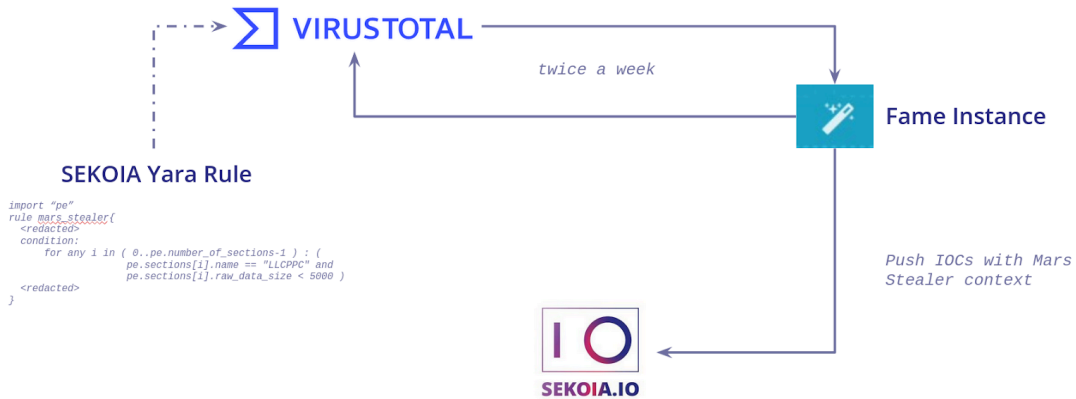 VIRUSTOTAL
twice a week
Fame Instance
SEKOIA Yara Rule
import “pe”
rule mars_stealer{
<redacted>
condition:
for any i in ( 0..pe.number_of_sections-1 ) : (
pe.sections[i].name == "LLCPPC" and
pe.sections[i].raw_data_size < 5000 )
<redacted>
}
Push IOCs with Mars
Stealer context
IO
SEKOIA.IO